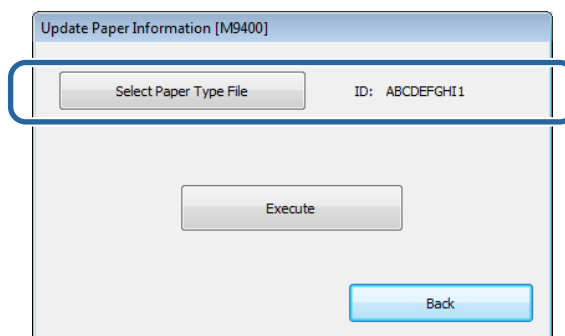 Update Paper Information [M9400]
Select Paper Type File ID: ABCDEFGHI1
Execute
Back